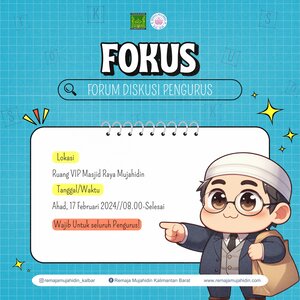 FOKUS
FORUM DISKUSI PENGURUS
Lokasi
Ruang VIP Masjid Raya Mujahidin
Tanggal/Waktu
Ahad, 17 februari 2024//08.00-Selesai
Wajib Untuk seluruh Pengurus!
@remajamujahidin_kalbar
Remaja Mujahidin Kalimantan Barat
www.remajamujahidin.com